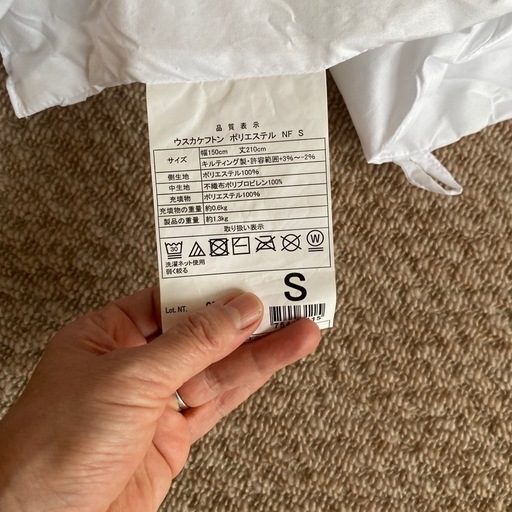 品質表示
ウスカケフトン ポリエステル NF S
サイズ 幅150cm 丈210cm
キルティング製・許容範囲+3%～-2%
側生地 ポリエステル100%
中生地 不織布ポリプロピレン100%
充填物 ポリエステル100%
充填物の重量 約0.6kg
製品の重量 約1.3kg
取り扱い表示
30 W
洗濯ネット使用
弱く絞る
S
Lot. NT.